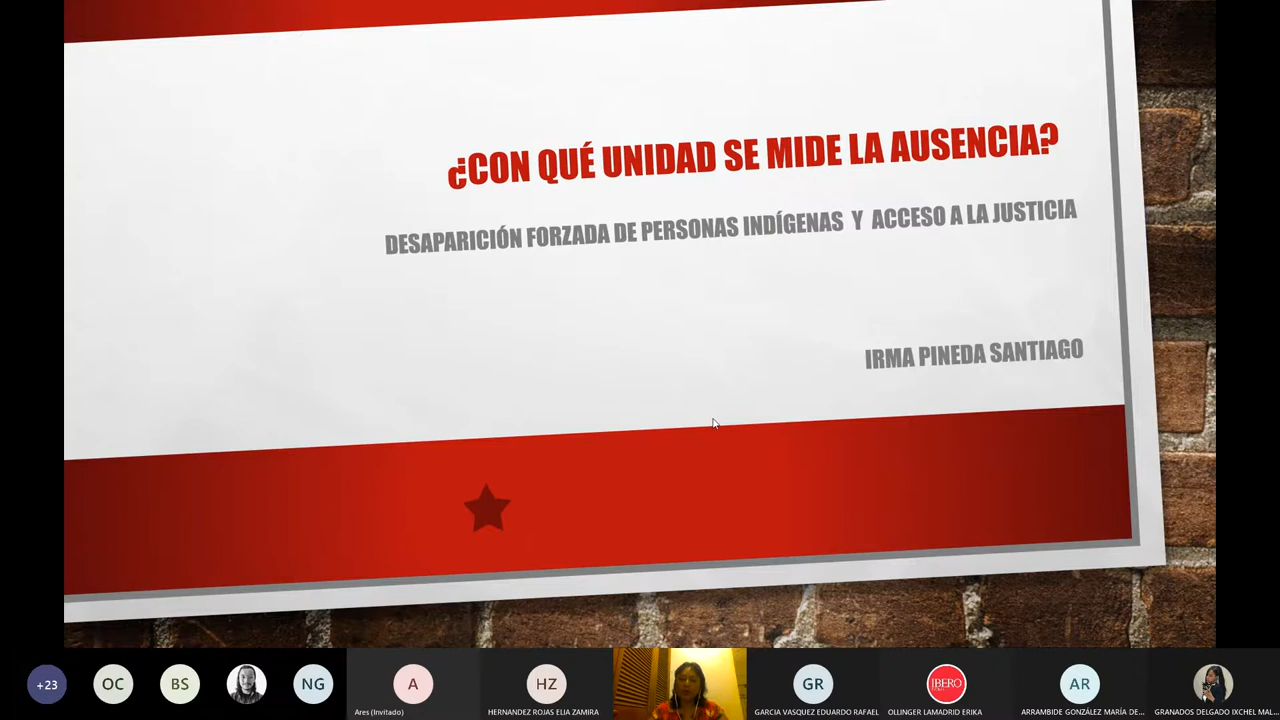 ¿CON QUÉ UNIDAD SE MIDE LA AUSENCIA?
DESAPARICIÓN FORZADA DE PERSONAS INDÍGENAS Y ACCESO A LA JUSTICIA
IRMA PINEDA SANTIAGO
+23
OC
BS
NG
A
Ares (Invitado)
HZ
HERNANDEZ ROJAS ELIA ZAMIRA
GR
GARCIA VASQUEZ EDUARDO RAFAEL
IBERO
OLLINGER LAMADRID ERIKA
AR
ARRAMBIDE GONZÁLEZ MARÍA DE...
GRANADOS DELGADO IXCHEL MAL...